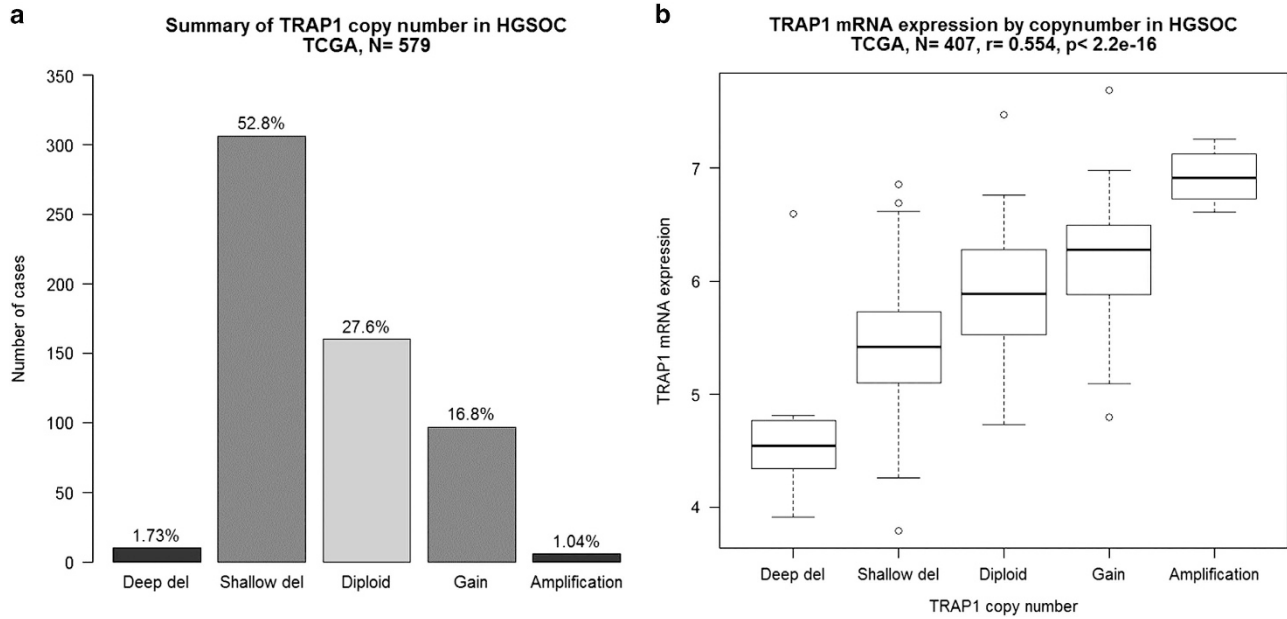 a
Summary of TRAP1 copy number in HGSOC
TCGA, N= 579
350
300
250
200
150
100
50
0
Number of cases
1.73%
52.8%
27.6%
16.8%
1.04%
Deep del
Shallow del
Diploid
Gain
Amplification
b
TRAP1 mRNA expression by copynumber in HGSOC
TCGA, N= 407, r= 0.554, p< 2.2e-16
7
6
5
4
TRAP1 mRNA expression
Deep del
Shallow del
Diploid
Gain
Amplification
TRAP1 copy number